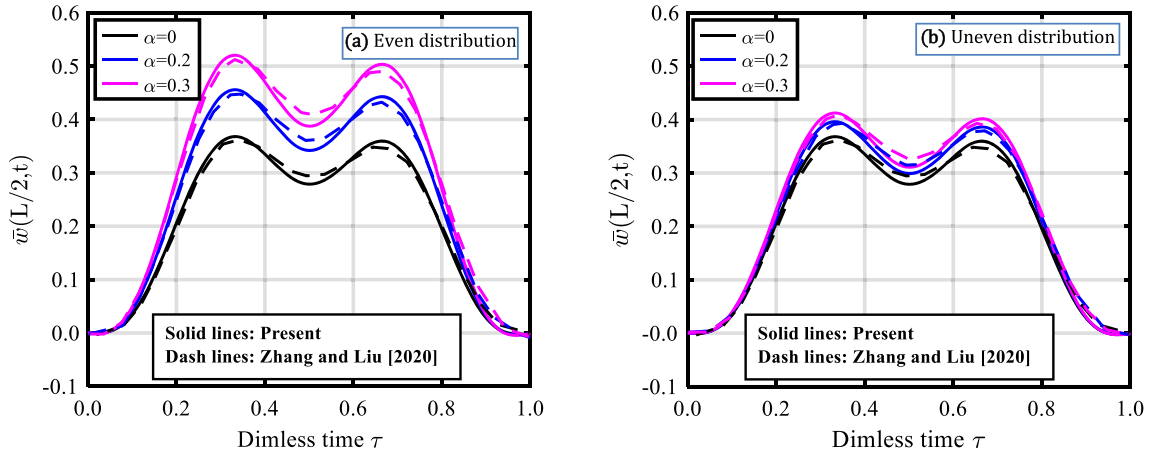 0.6
0.5
0.4
0.3
0.2
0.1
0.0
-0.1
w̄(L/2,t)
α=0
α=0.2
α=0.3
(a) Even distribution
Solid lines: Present
Dash lines: Zhang and Liu [2020]
0.0 0.2 0.4 0.6 0.8 1.0
Dimless time τ
0.6
0.5
0.4
0.3
0.2
0.1
-0.0
-0.1
w̄(L/2,t)
α=0
α=0.2
α=0.3
(b) Uneven distribution
Solid lines: Present
Dash lines: Zhang and Liu [2020]
0.0 0.2 0.4 0.6 0.8 1.0
Dimless time τ